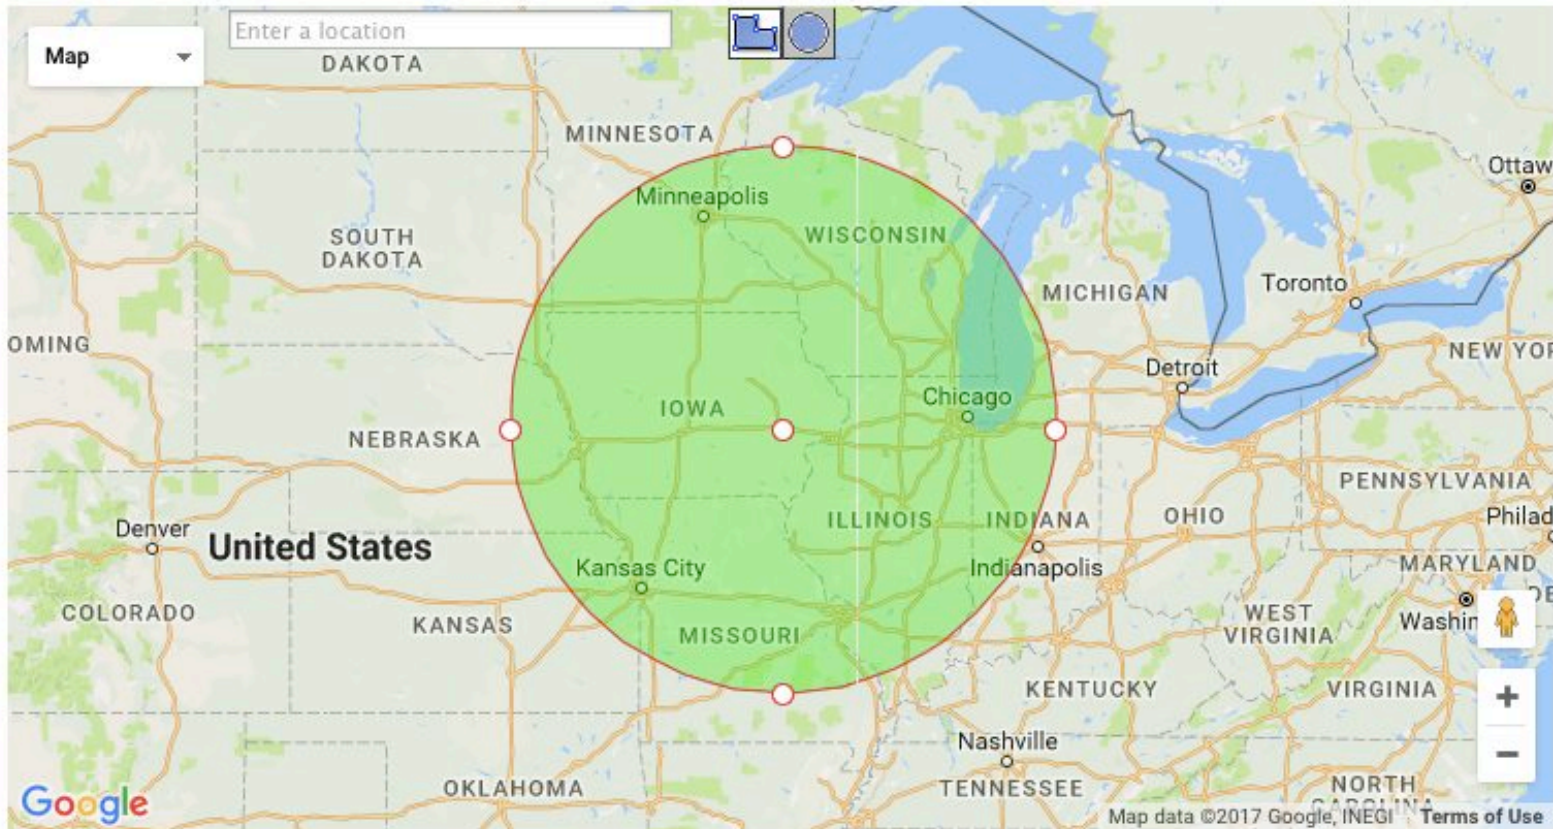 Enter a location
Map
DAKOTA
MINNESOTA
Ottaw
Minneapolis
SOUTH
DAKOTA
WISCONSIN
Toronto
MICHIGAN
OMING
NEW YOR
Detroit
Chicago
IOWA
NEBRASKA
PENNSYLVANIA
Denver
United States
ILLINOIS
INDIANA
OHIO
Philad
Kansas City
Indianapolis
MARYLAND
DE
COLORADO
KANSAS
MISSOURI
WEST
VIRGINIA
Washin
KENTUCKY
VIRGINIA
+
Nashville
−
OKLAHOMA
TENNESSEE
NORTH
CAROLINA
Google
Map data ©2017 Google, INEGI
Terms of Use